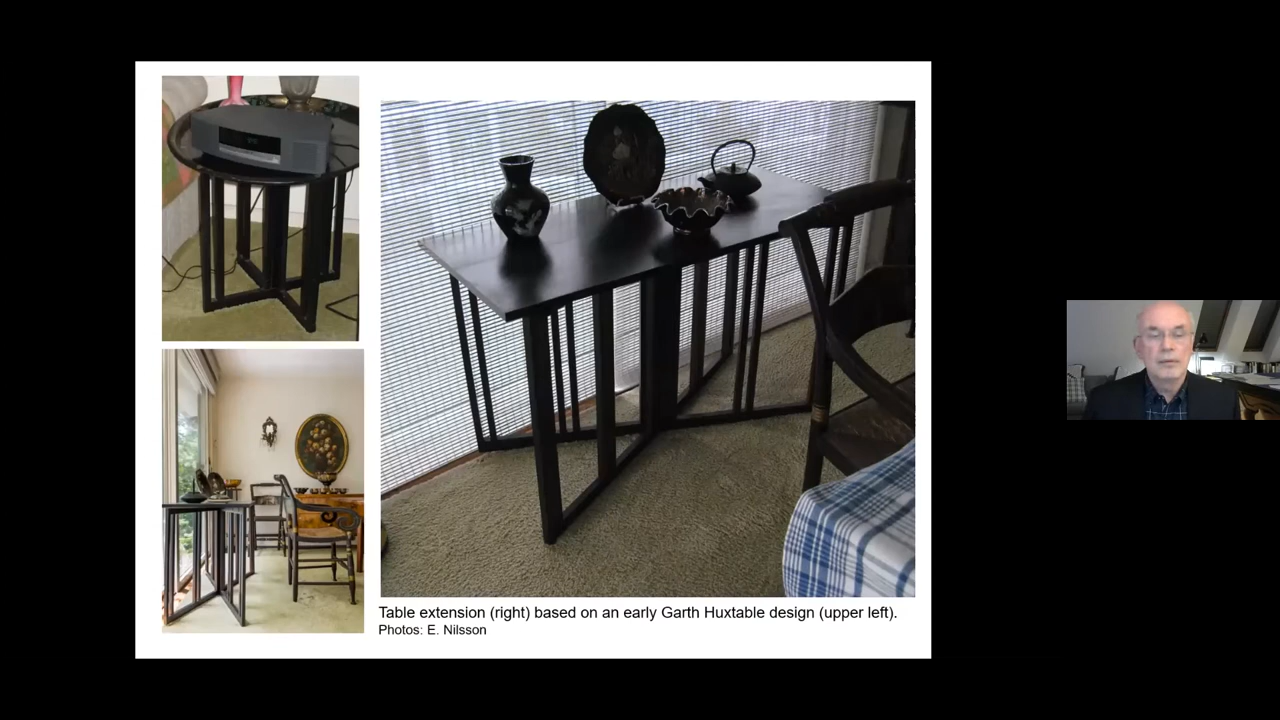 Table extension (right) based on an early Garth Huxtable design (upper left).
Photos: E. Nilsson